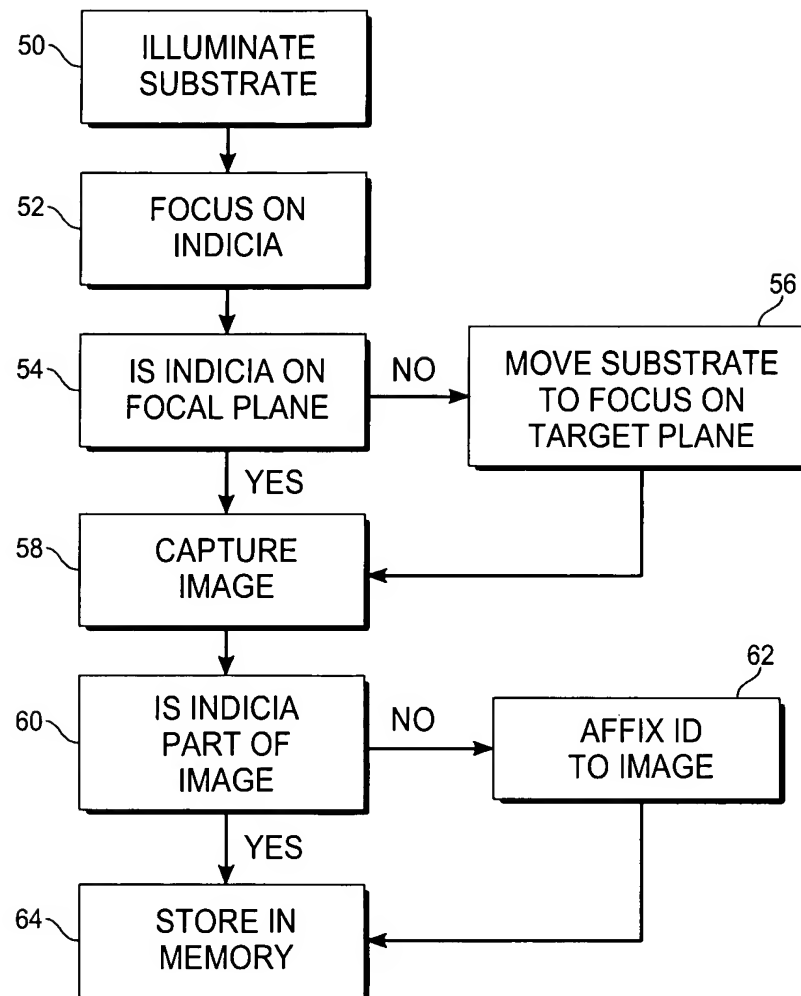 50
ILLUMINATE
SUBSTRATE
52
FOCUS ON
INDICIA
54
IS INDICIA ON
FOCAL PLANE
NO
56
MOVE SUBSTRATE
TO FOCUS ON
TARGET PLANE
YES
58
CAPTURE
IMAGE
60
IS INDICIA
PART OF
IMAGE
NO
62
AFFIX ID
TO IMAGE
YES
64
STORE IN
MEMORY